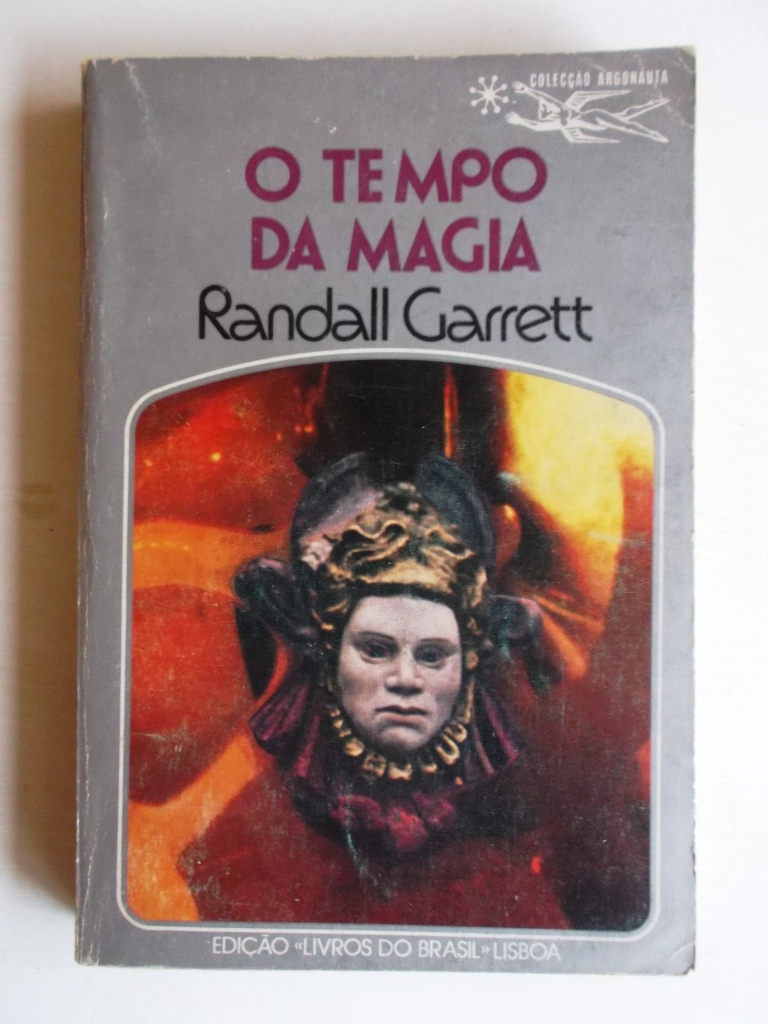 COLECÇÃO ARGONAUTA
O TEMPO
DA MAGIA
Randall Garrett
EDIÇÃO «LIVROS DO BRASIL» LISBOA